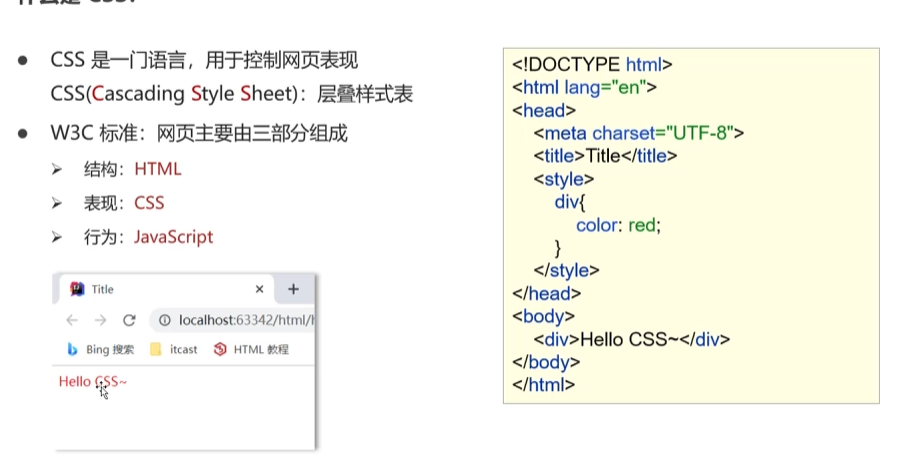 什么是 CSS?
● CSS 是一门语言，用于控制网页表现
CSS(Cascading Style Sheet)：层叠样式表
● W3C 标准：网页主要由三部分组成
➢ 结构：HTML
➢ 表现：CSS
➢ 行为：JavaScript
Title
localhost:63342/html/h
Bing 搜索 itcast HTML 教程
Hello CSS~
<!DOCTYPE html>
<html lang="en">
<head>
<meta charset="UTF-8">
<title>Title</title>
<style>
div{
color: red;
}
</style>
</head>
<body>
<div>Hello CSS~</div>
</body>
</html>